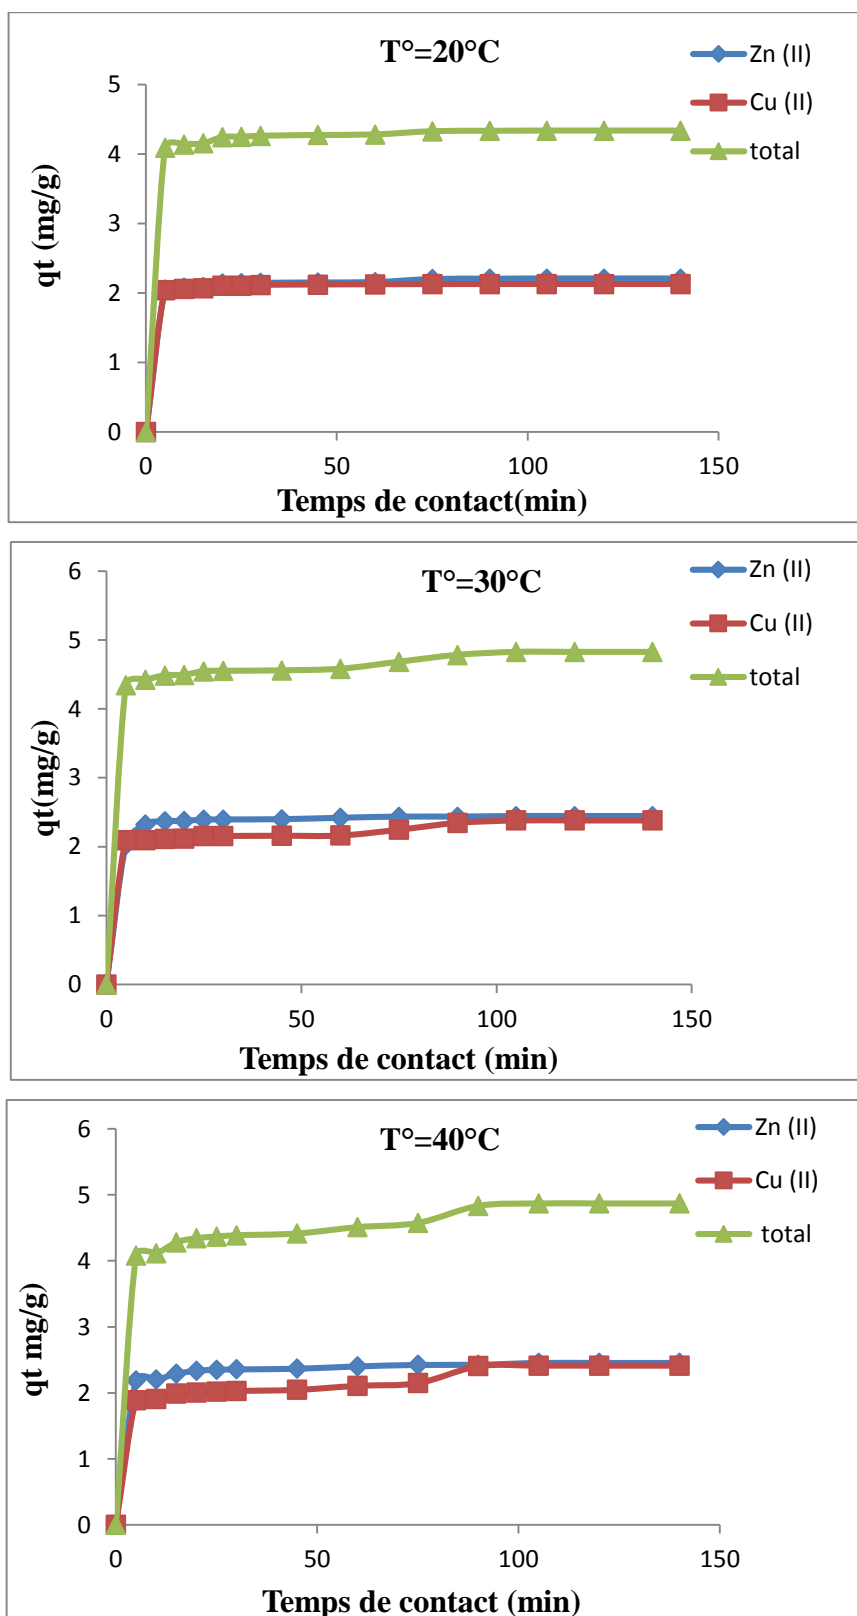 T°=20°C
Zn (II)
Cu (II)
total
5
4
3
2
1
0
qt (mg/g)
0 50 100 150
Temps de contact(min)
T°=30°C
Zn (II)
Cu (II)
total
6
5
4
3
2
1
0
qt(mg/g)
0 50 100 150
Temps de contact (min)
T°=40°C
Zn (II)
Cu (II)
total
6
5
4
3
2
1
0
qt mg/g)
0 50 100 150
Temps de contact (min)